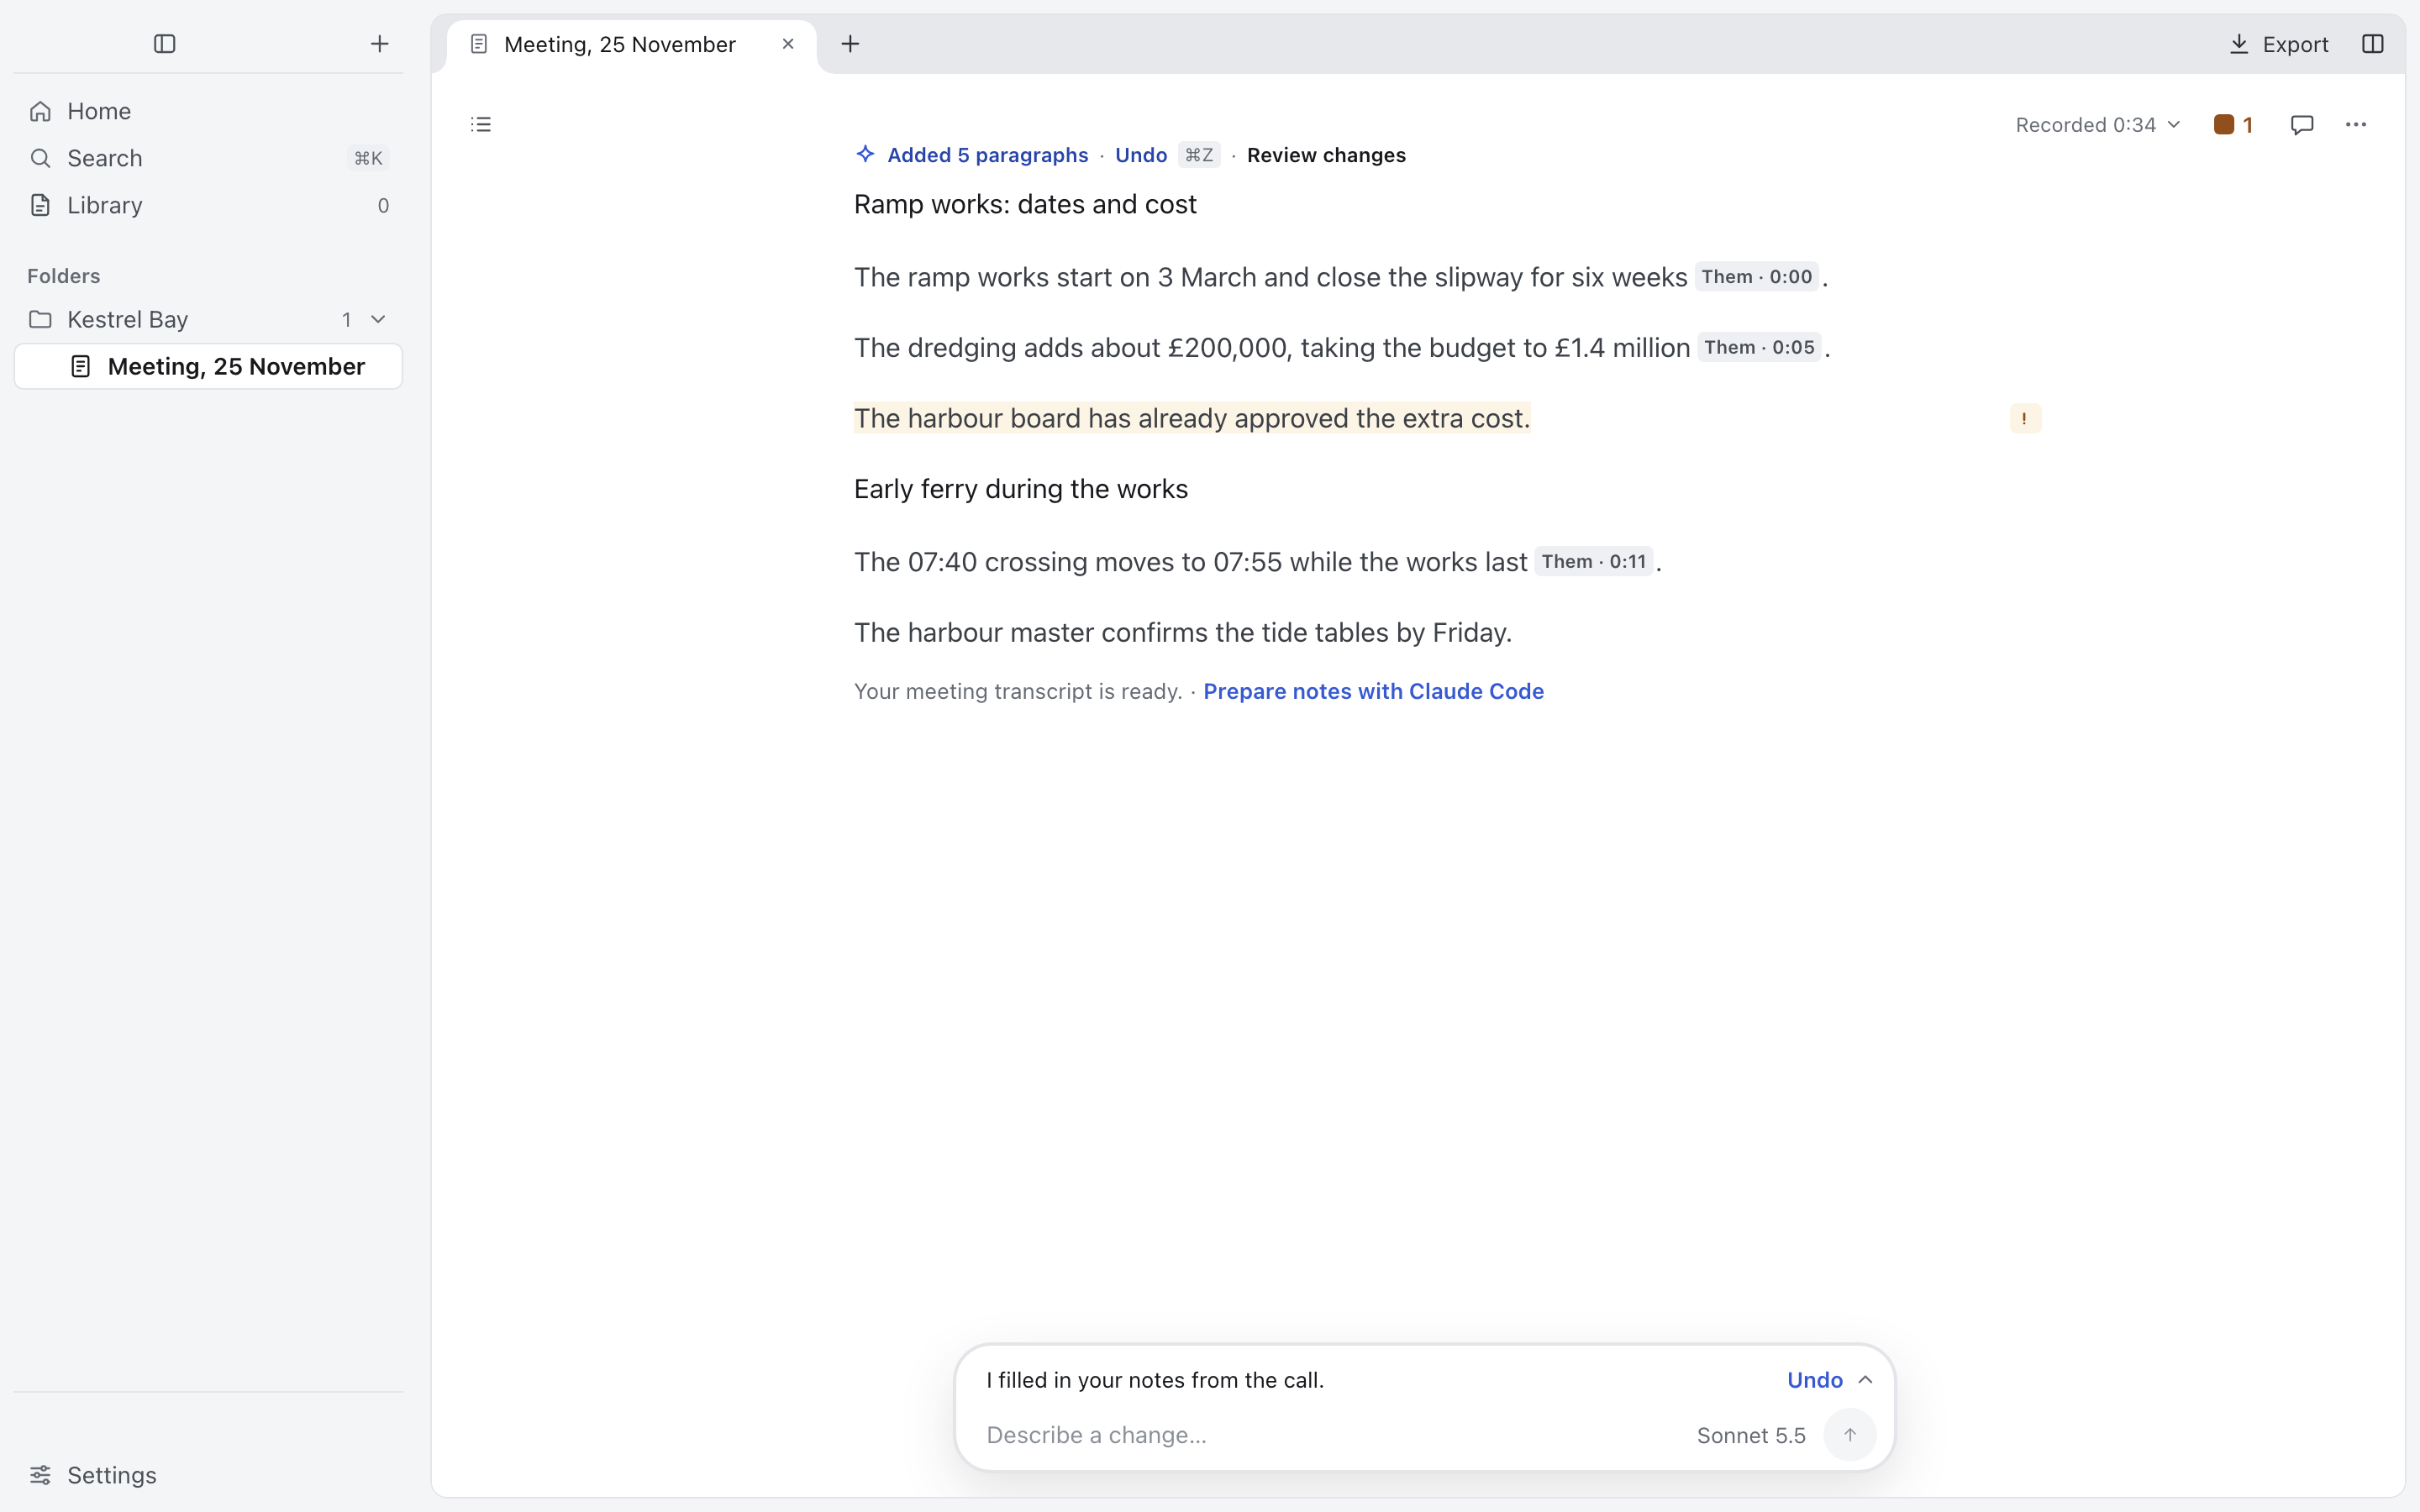 Home
Search ⌘K
Library 0
Folders
Kestrel Bay 1
Meeting, 25 November
Settings
Meeting, 25 November
Export
Recorded 0:34 1
Added 5 paragraphs · Undo ⌘Z · Review changes
Ramp works: dates and cost
The ramp works start on 3 March and close the slipway for six weeks Them · 0:00 .
The dredging adds about £200,000, taking the budget to £1.4 million Them · 0:05 .
The harbour board has already approved the extra cost. !
Early ferry during the works
The 07:40 crossing moves to 07:55 while the works last Them · 0:11 .
The harbour master confirms the tide tables by Friday.
Your meeting transcript is ready. · Prepare notes with Claude Code
I filled in your notes from the call. Undo
Describe a change... Sonnet 5.5